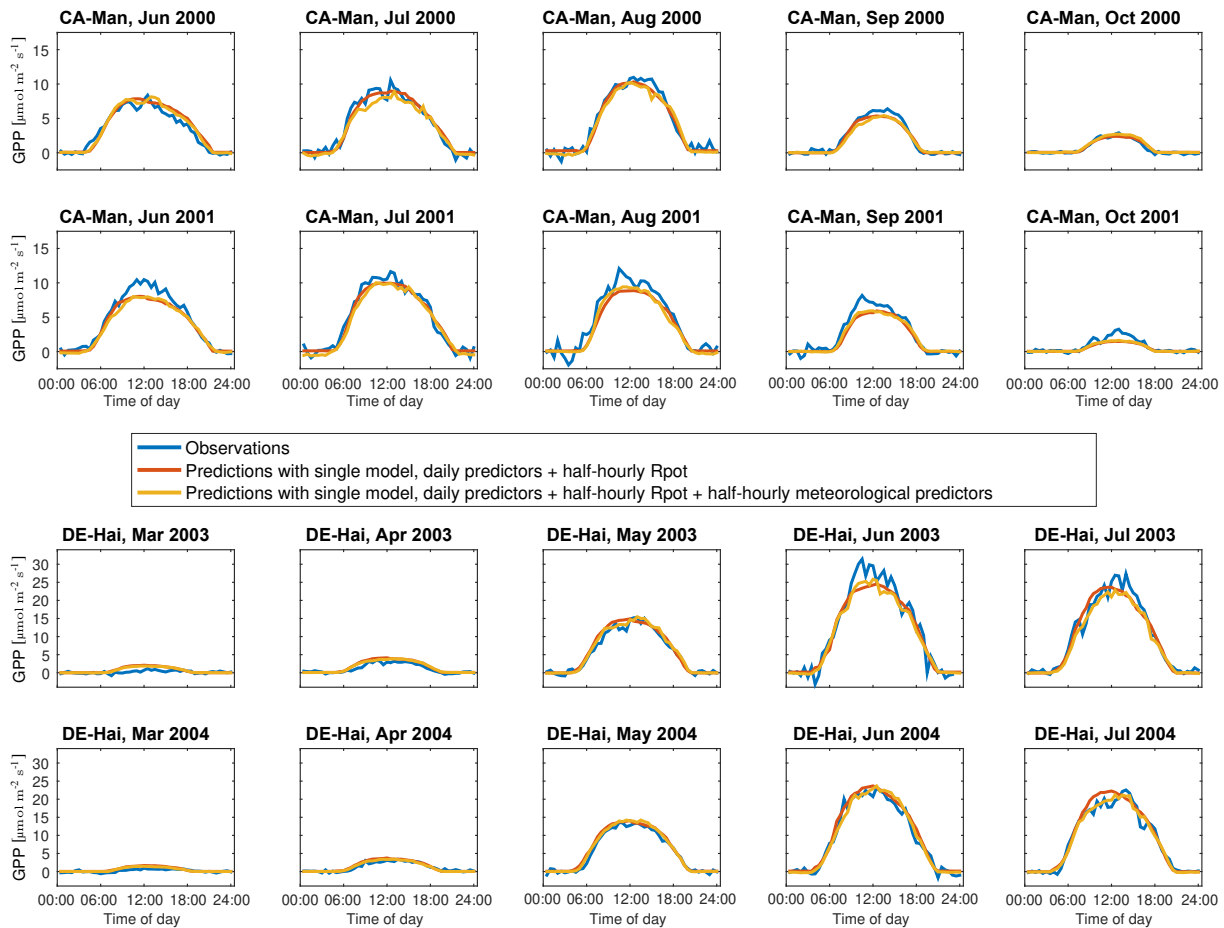 CA-Man, Jun 2000
CA-Man, Jul 2000
CA-Man, Aug 2000
CA-Man, Sep 2000
CA-Man, Oct 2000
GPP [μmol m⁻² s⁻¹]
15
10
5
0
CA-Man, Jun 2001
CA-Man, Jul 2001
CA-Man, Aug 2001
CA-Man, Sep 2001
CA-Man, Oct 2001
GPP [μmol m⁻² s⁻¹]
15
10
5
0
00:00 06:00 12:00 18:00 24:00
00:00 06:00 12:00 18:00 24:00
00:00 06:00 12:00 18:00 24:00
00:00 06:00 12:00 18:00 24:00
00:00 06:00 12:00 18:00 24:00
Time of day
Time of day
Time of day
Time of day
Time of day
Observations
Predictions with single model, daily predictors + half-hourly Rpot
Predictions with single model, daily predictors + half-hourly Rpot + half-hourly meteorological predictors
DE-Hai, Mar 2003
DE-Hai, Apr 2003
DE-Hai, May 2003
DE-Hai, Jun 2003
DE-Hai, Jul 2003
GPP [μmol m⁻² s⁻¹]
30
25
20
15
10
5
0
DE-Hai, Mar 2004
DE-Hai, Apr 2004
DE-Hai, May 2004
DE-Hai, Jun 2004
DE-Hai, Jul 2004
GPP [μmol m⁻² s⁻¹]
30
25
20
15
10
5
0
00:00 06:00 12:00 18:00 24:00
00:00 06:00 12:00 18:00 24:00
00:00 06:00 12:00 18:00 24:00
00:00 06:00 12:00 18:00 24:00
00:00 06:00 12:00 18:00 24:00
Time of day
Time of day
Time of day
Time of day
Time of day